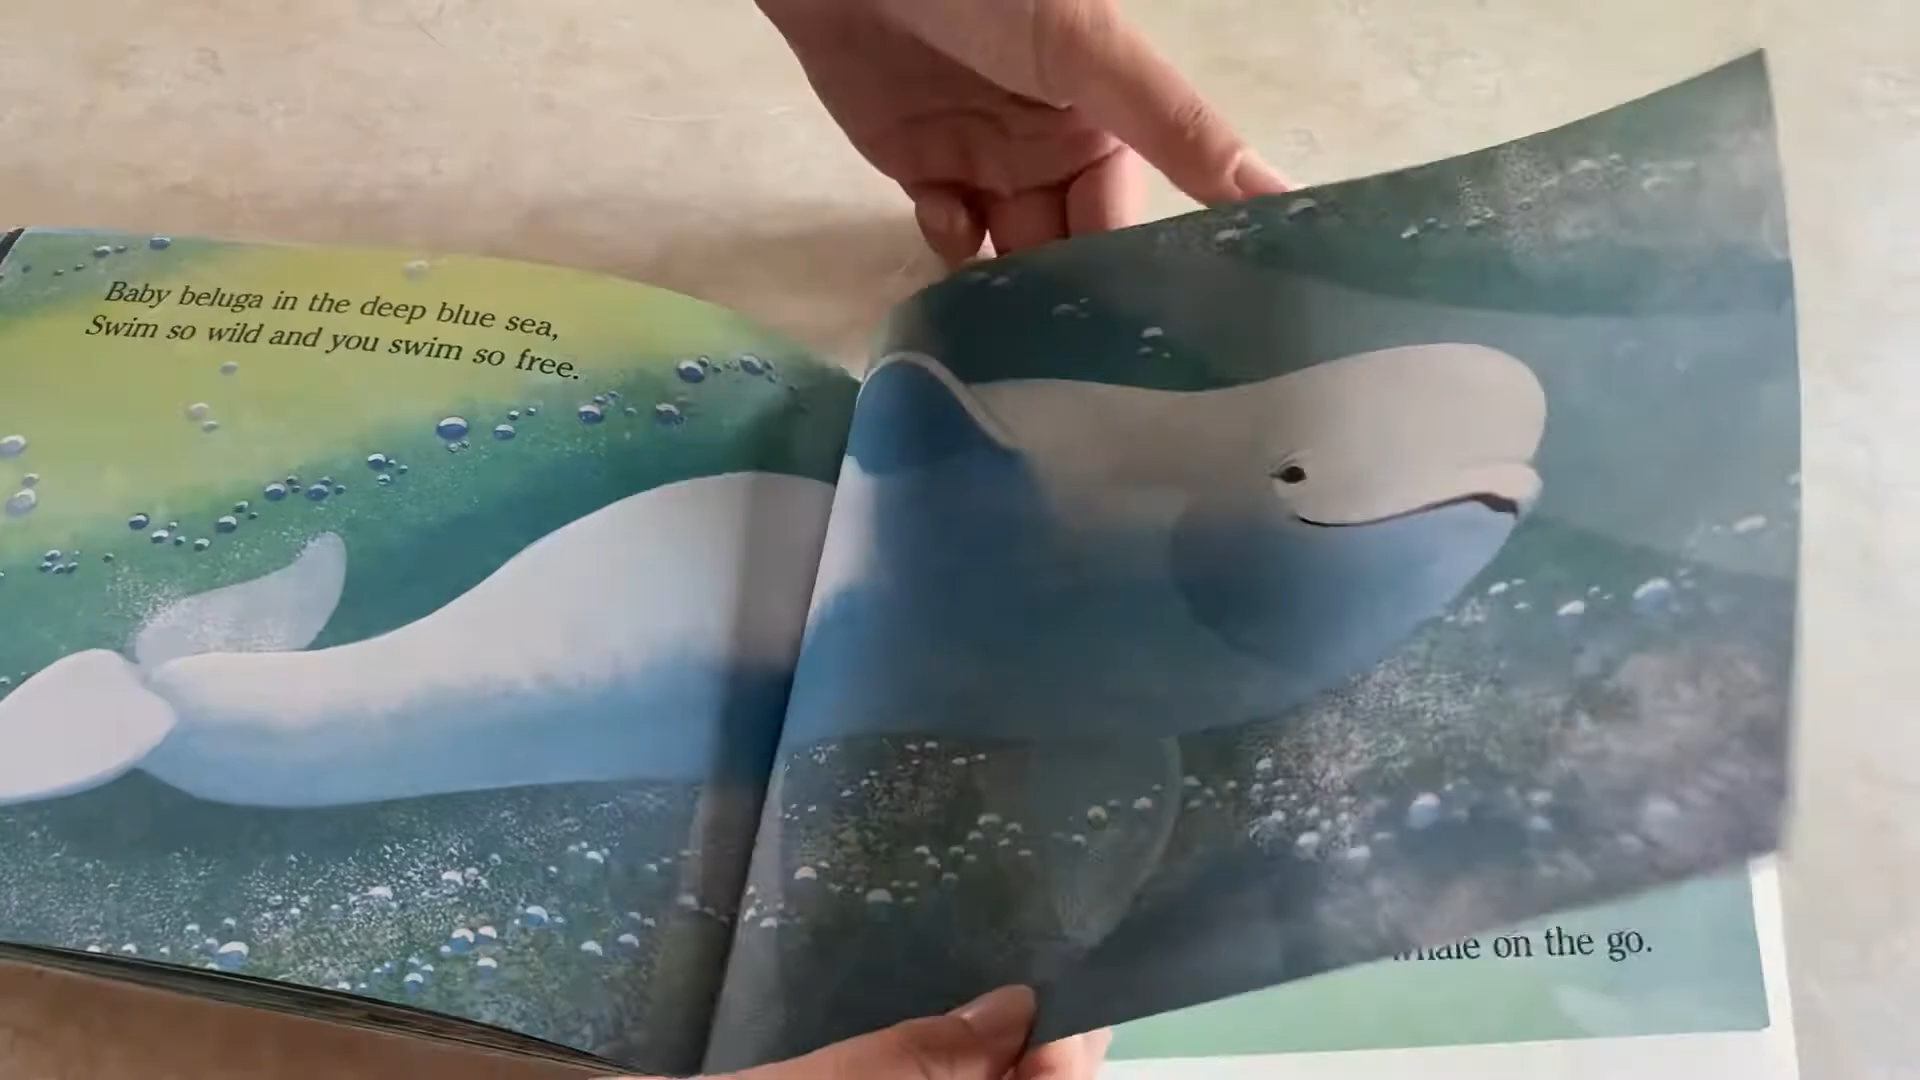 Baby beluga in the deep blue sea,
Swim so wild and you swim so free.
whale on the go.